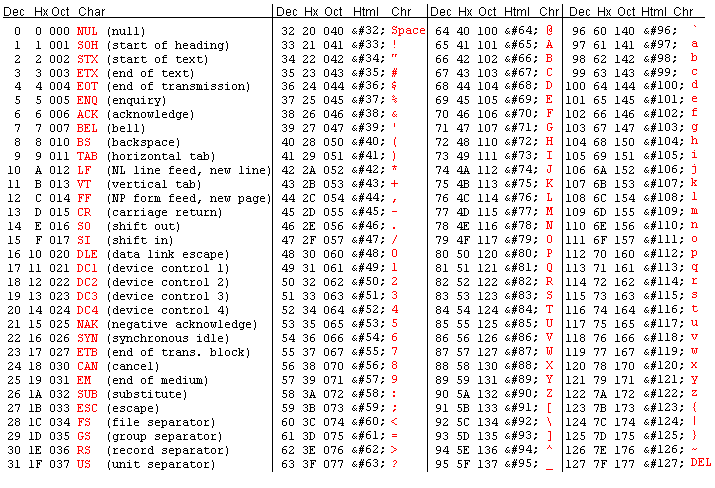 Dec Hx Oct Char Dec Hx Oct Html Chr Dec Hx Oct Html Chr Dec Hx Oct Html Chr
0 0 000 NUL (null) 32 20 040 &#32; Space 64 40 100 &#64; @ 96 60 140 &#96; `
1 1 001 SOH (start of heading) 33 21 041 &#33; ! 65 41 101 &#65; A 97 61 141 &#97; a
2 2 002 STX (start of text) 34 22 042 &#34; " 66 42 102 &#66; B 98 62 142 &#98; b
3 3 003 ETX (end of text) 35 23 043 &#35; # 67 43 103 &#67; C 99 63 143 &#99; c
4 4 004 EOT (end of transmission) 36 24 044 &#36; $ 68 44 104 &#68; D 100 64 144 &#100; d
5 5 005 ENQ (enquiry) 37 25 045 &#37; % 69 45 105 &#69; E 101 65 145 &#101; e
6 6 006 ACK (acknowledge) 38 26 046 &#38; & 70 46 106 &#70; F 102 66 146 &#102; f
7 7 007 BEL (bell) 39 27 047 &#39; ' 71 47 107 &#71; G 103 67 147 &#103; g
8 8 010 BS (backspace) 40 28 050 &#40; ( 72 48 110 &#72; H 104 68 150 &#104; h
9 9 011 TAB (horizontal tab) 41 29 051 &#41; ) 73 49 111 &#73; I 105 69 151 &#105; i
10 A 012 LF (NL line feed, new line) 42 2A 052 &#42; * 74 4A 112 &#74; J 106 6A 152 &#106; j
11 B 013 VT (vertical tab) 43 2B 053 &#43; + 75 4B 113 &#75; K 107 6B 153 &#107; k
12 C 014 FF (NP form feed, new page) 44 2C 054 &#44; , 76 4C 114 &#76; L 108 6C 154 &#108; l
13 D 015 CR (carriage return) 45 2D 055 &#45; - 77 4D 115 &#77; M 109 6D 155 &#109; m
14 E 016 SO (shift out) 46 2E 056 &#46; . 78 4E 116 &#78; N 110 6E 156 &#110; n
15 F 017 SI (shift in) 47 2F 057 &#47; / 79 4F 117 &#79; O 111 6F 157 &#111; o
16 10 020 DLE (data link escape) 48 30 060 &#48; 0 80 50 120 &#80; P 112 70 160 &#112; p
17 11 021 DC1 (device control 1) 49 31 061 &#49; 1 81 51 121 &#81; Q 113 71 161 &#113; q
18 12 022 DC2 (device control 2) 50 32 062 &#50; 2 82 52 122 &#82; R 114 72 162 &#114; r
19 13 023 DC3 (device control 3) 51 33 063 &#51; 3 83 53 123 &#83; S 115 73 163 &#115; s
20 14 024 DC4 (device control 4) 52 34 064 &#52; 4 84 54 124 &#84; T 116 74 164 &#116; t
21 15 025 NAK (negative acknowledge) 53 35 065 &#53; 5 85 55 125 &#85; U 117 75 165 &#117; u
22 16 026 SYN (synchronous idle) 54 36 066 &#54; 6 86 56 126 &#86; V 118 76 166 &#118; v
23 17 027 ETB (end of trans. block) 55 37 067 &#55; 7 87 57 127 &#87; W 119 77 167 &#119; w
24 18 030 CAN (cancel) 56 38 070 &#56; 8 88 58 130 &#88; X 120 78 170 &#120; x
25 19 031 EM (end of medium) 57 39 071 &#57; 9 89 59 131 &#89; Y 121 79 171 &#121; y
26 1A 032 SUB (substitute) 58 3A 072 &#58; : 90 5A 132 &#90; Z 122 7A 172 &#122; z
27 1B 033 ESC (escape) 59 3B 073 &#59; ; 91 5B 133 &#91; [ 123 7B 173 &#123; {
28 1C 034 FS (file separator) 60 3C 074 &#60; < 92 5C 134 &#92; \ 124 7C 174 &#124; |
29 1D 035 GS (group separator) 61 3D 075 &#61; = 93 5D 135 &#93; ] 125 7D 175 &#125; }
30 1E 036 RS (record separator) 62 3E 076 &#62; > 94 5E 136 &#94; ^ 126 7E 176 &#126; ~
31 1F 037 US (unit separator) 63 3F 077 &#63; ? 95 5F 137 &#95; _ 127 7F 177 &#127; DEL